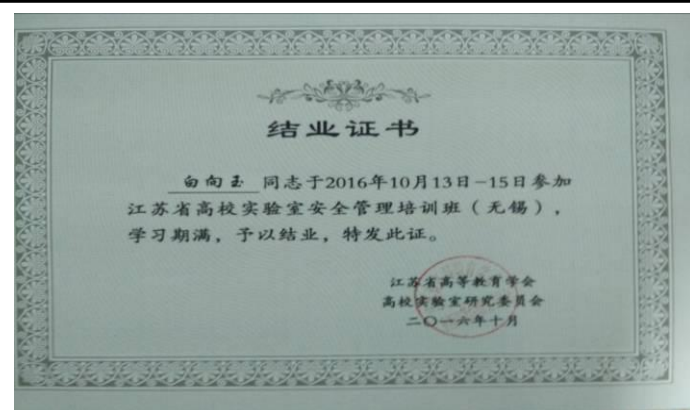 结业证书
白向玉 同志于2016年10月13日-15日参加
江苏省高校实验室安全管理培训班（无锡），
学习期满，予以结业，特发此证。
江苏省高等教育学会
高校实验室研究委员会
二〇一六年十月